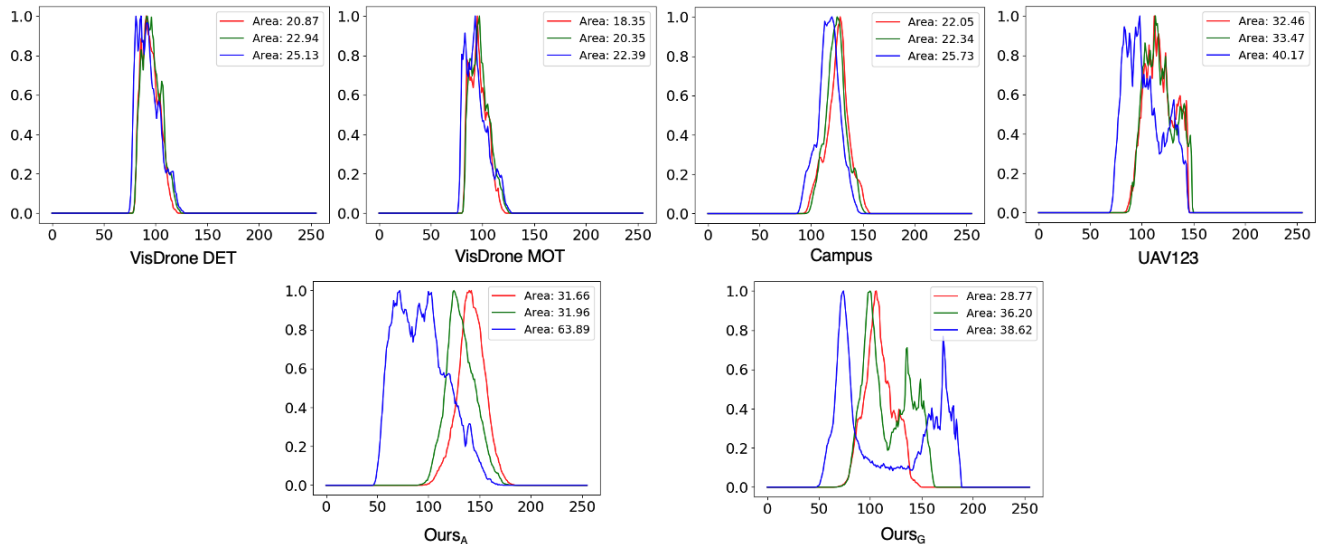 Area: 20.87
Area: 22.94
Area: 25.13
1.0
0.8
0.6
0.4
0.2
0.0
0 50 100 150 200 250
VisDrone DET
Area: 18.35
Area: 20.35
Area: 22.39
1.0
0.8
0.6
0.4
0.2
0.0
0 50 100 150 200 250
VisDrone MOT
Area: 22.05
Area: 22.34
Area: 25.73
1.0
0.8
0.6
0.4
0.2
0.0
0 50 100 150 200 250
Campus
Area: 32.46
Area: 33.47
Area: 40.17
1.0
0.8
0.6
0.4
0.2
0.0
0 50 100 150 200 250
UAV123
Area: 31.66
Area: 31.96
Area: 63.89
1.0
0.8
0.6
0.4
0.2
0.0
0 50 100 150 200 250
Ours_A
Area: 28.77
Area: 36.20
Area: 38.62
1.0
0.8
0.6
0.4
0.2
0.0
0 50 100 150 200 250
Ours_G